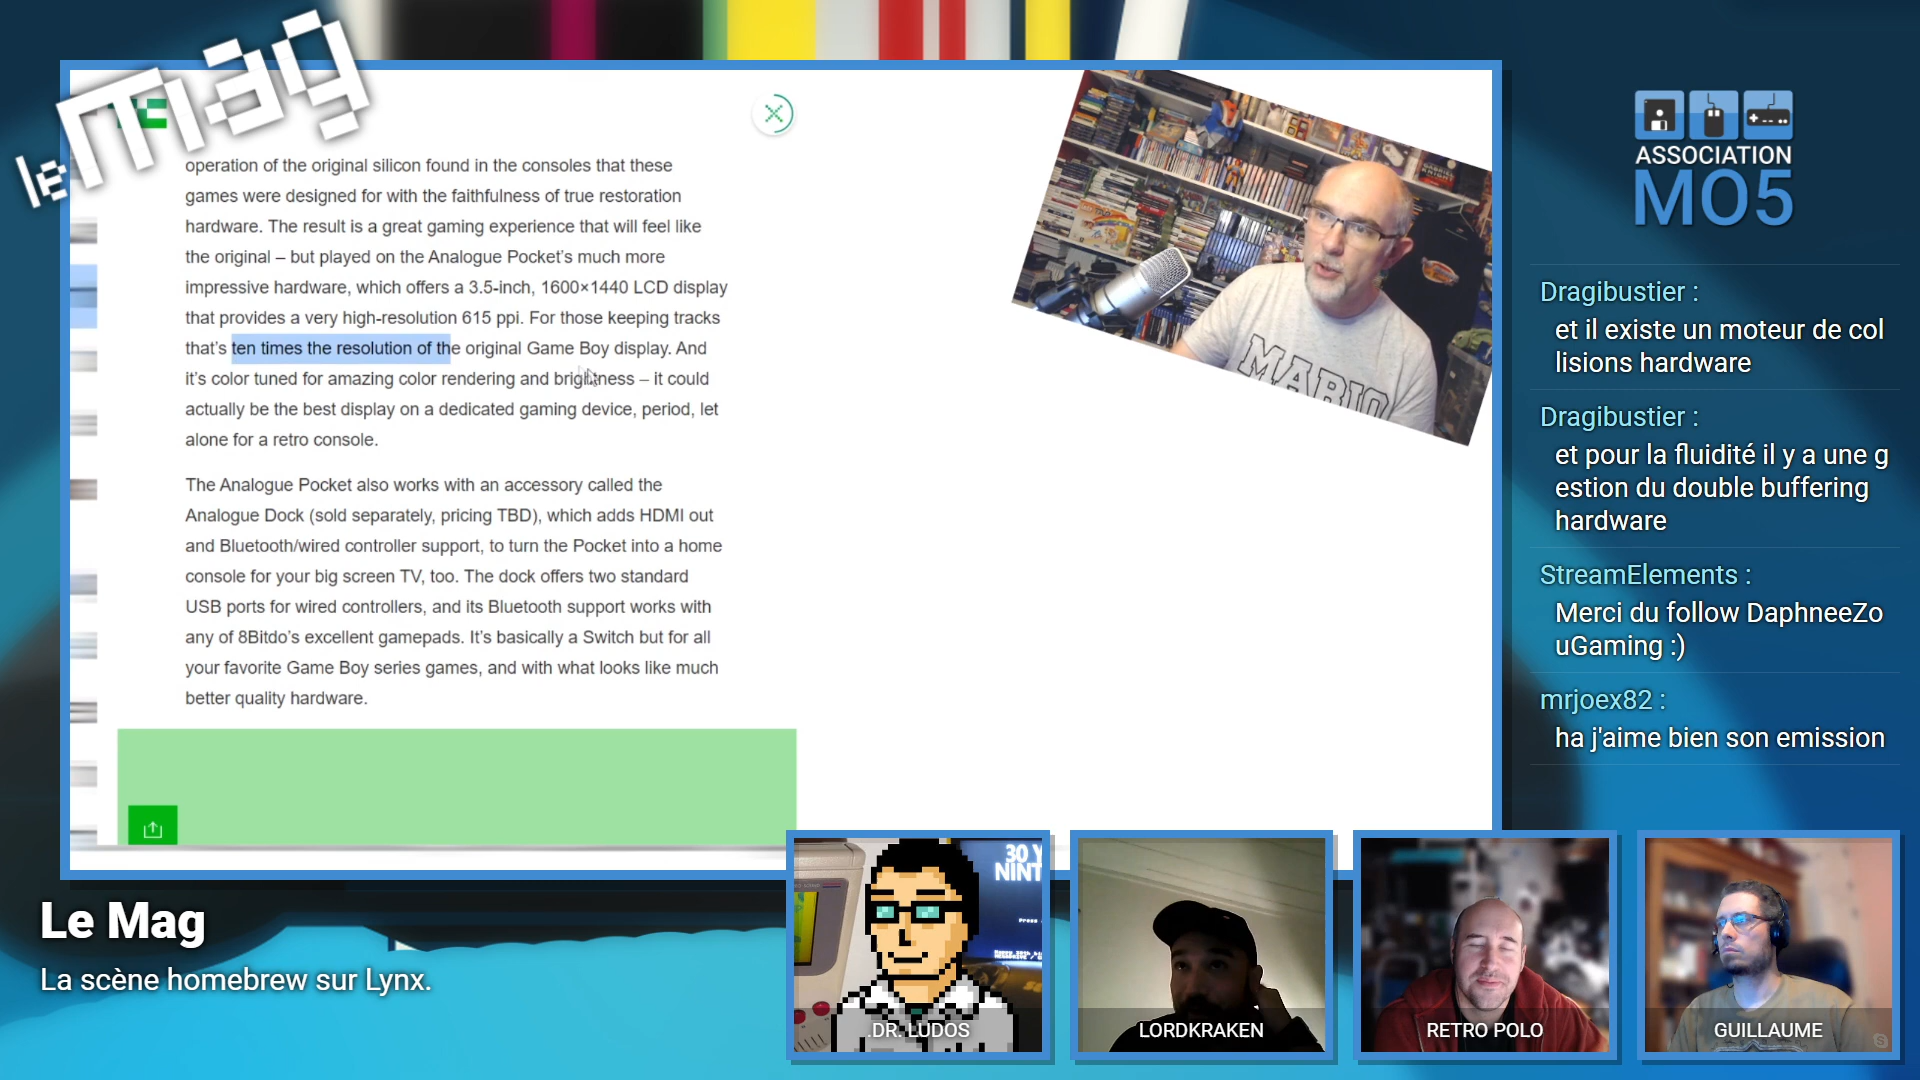 le Mag
operation of the original silicon found in the consoles that these
games were designed for with the faithfulness of true restoration
hardware. The result is a great gaming experience that will feel like
the original – but played on the Analogue Pocket's much more
impressive hardware, which offers a 3.5-inch, 1600×1440 LCD display
that provides a very high-resolution 615 ppi. For those keeping tracks
that's ten times the resolution of the original Game Boy display. And
it's color tuned for amazing color rendering and brightness – it could
actually be the best display on a dedicated gaming device, period, let
alone for a retro console.
The Analogue Pocket also works with an accessory called the
Analogue Dock (sold separately, pricing TBD), which adds HDMI out
and Bluetooth/wired controller support, to turn the Pocket into a home
console for your big screen TV, too. The dock offers two standard
USB ports for wired controllers, and its Bluetooth support works with
any of 8Bitdo's excellent gamepads. It's basically a Switch but for all
your favorite Game Boy series games, and with what looks like much
better quality hardware.
MARIO
ASSOCIATION
MO5
Dragibustier :
et il existe un moteur de col
lisions hardware
Dragibustier :
et pour la fluidité il y a une g
estion du double buffering
hardware
StreamElements :
Merci du follow DaphneeZo
uGaming :)
mrjoex82 :
ha j'aime bien son emission
Le Mag
La scène homebrew sur Lynx.
30 Y
NINT
DR. LUDOS
LORDKRAKEN
RETRO POLO
GUILLAUME